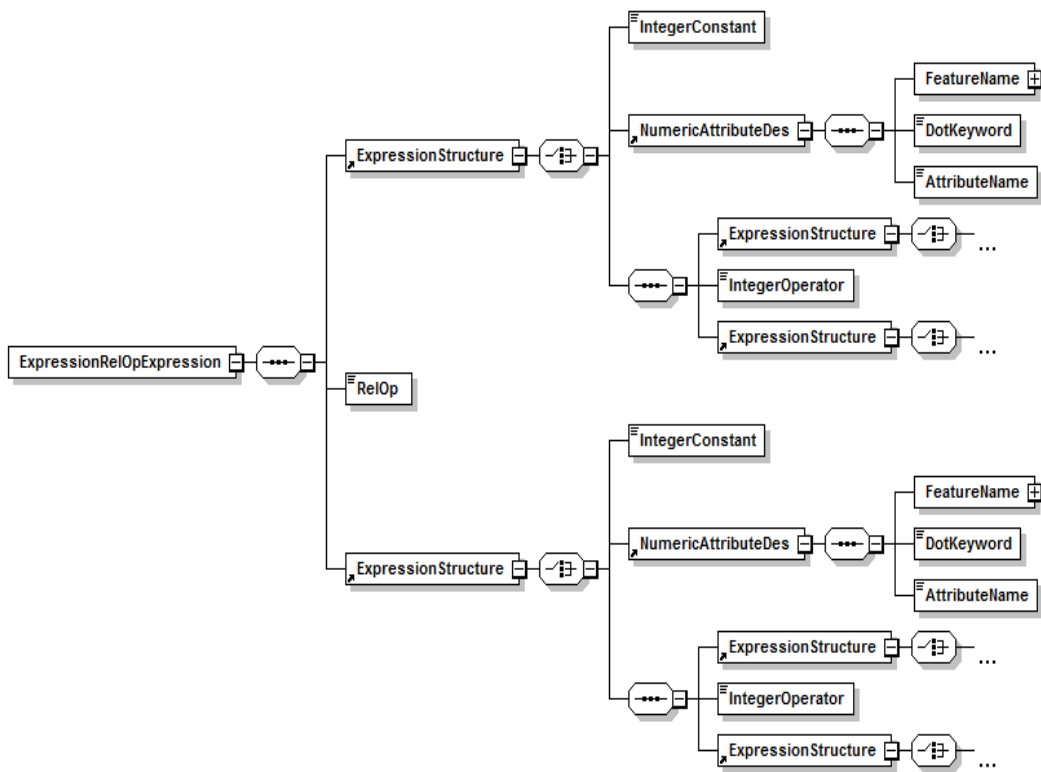 IntegerConstant
FeatureName
NumericAttributeDes
DotKeyword
ExpressionStructure
AttributeName
ExpressionStructure
...
IntegerOperator
ExpressionStructure
...
ExpressionRelOpExpression
RelOp
IntegerConstant
FeatureName
NumericAttributeDes
DotKeyword
ExpressionStructure
AttributeName
ExpressionStructure
...
IntegerOperator
ExpressionStructure
...